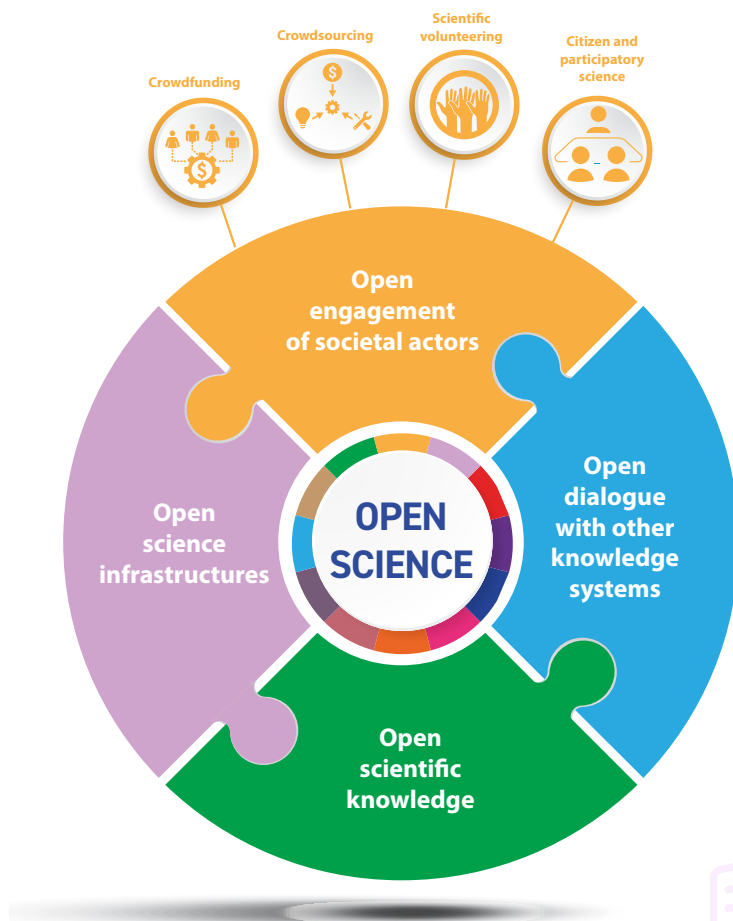 Scientific
volunteering
Crowdsourcing
Citizen and
participatory
science
Crowdfunding
$
$
Open
engagement
of societal actors
Open
dialogue
with other
knowledge
systems
Open
science
infrastructures
OPEN
SCIENCE
Open
scientific
knowledge